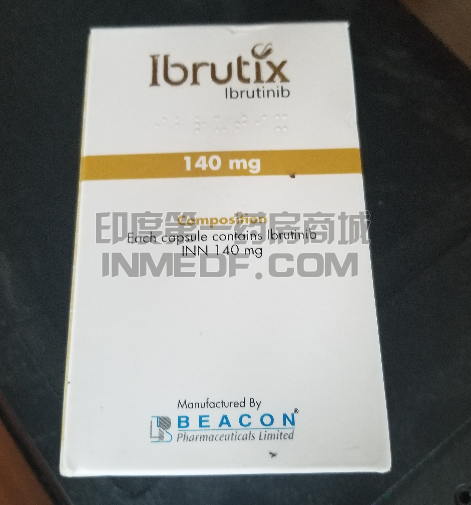 Ibrutix
Ibrutinib
140 mg
Composition
印度第一药房商城
Each capsule contains Ibrutinib
INMEDF.COM
INN 140 mg
Manufactured By
BEACON®
Pharmaceuticals Limited